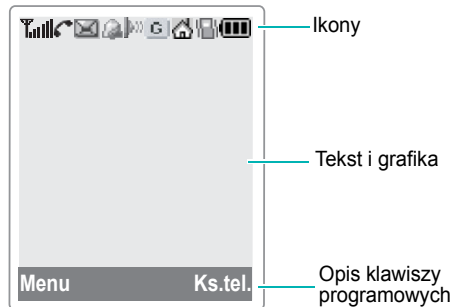 G
Ikony
Tekst i grafika
Menu Ks.tel.
Opis klawiszy
programowych